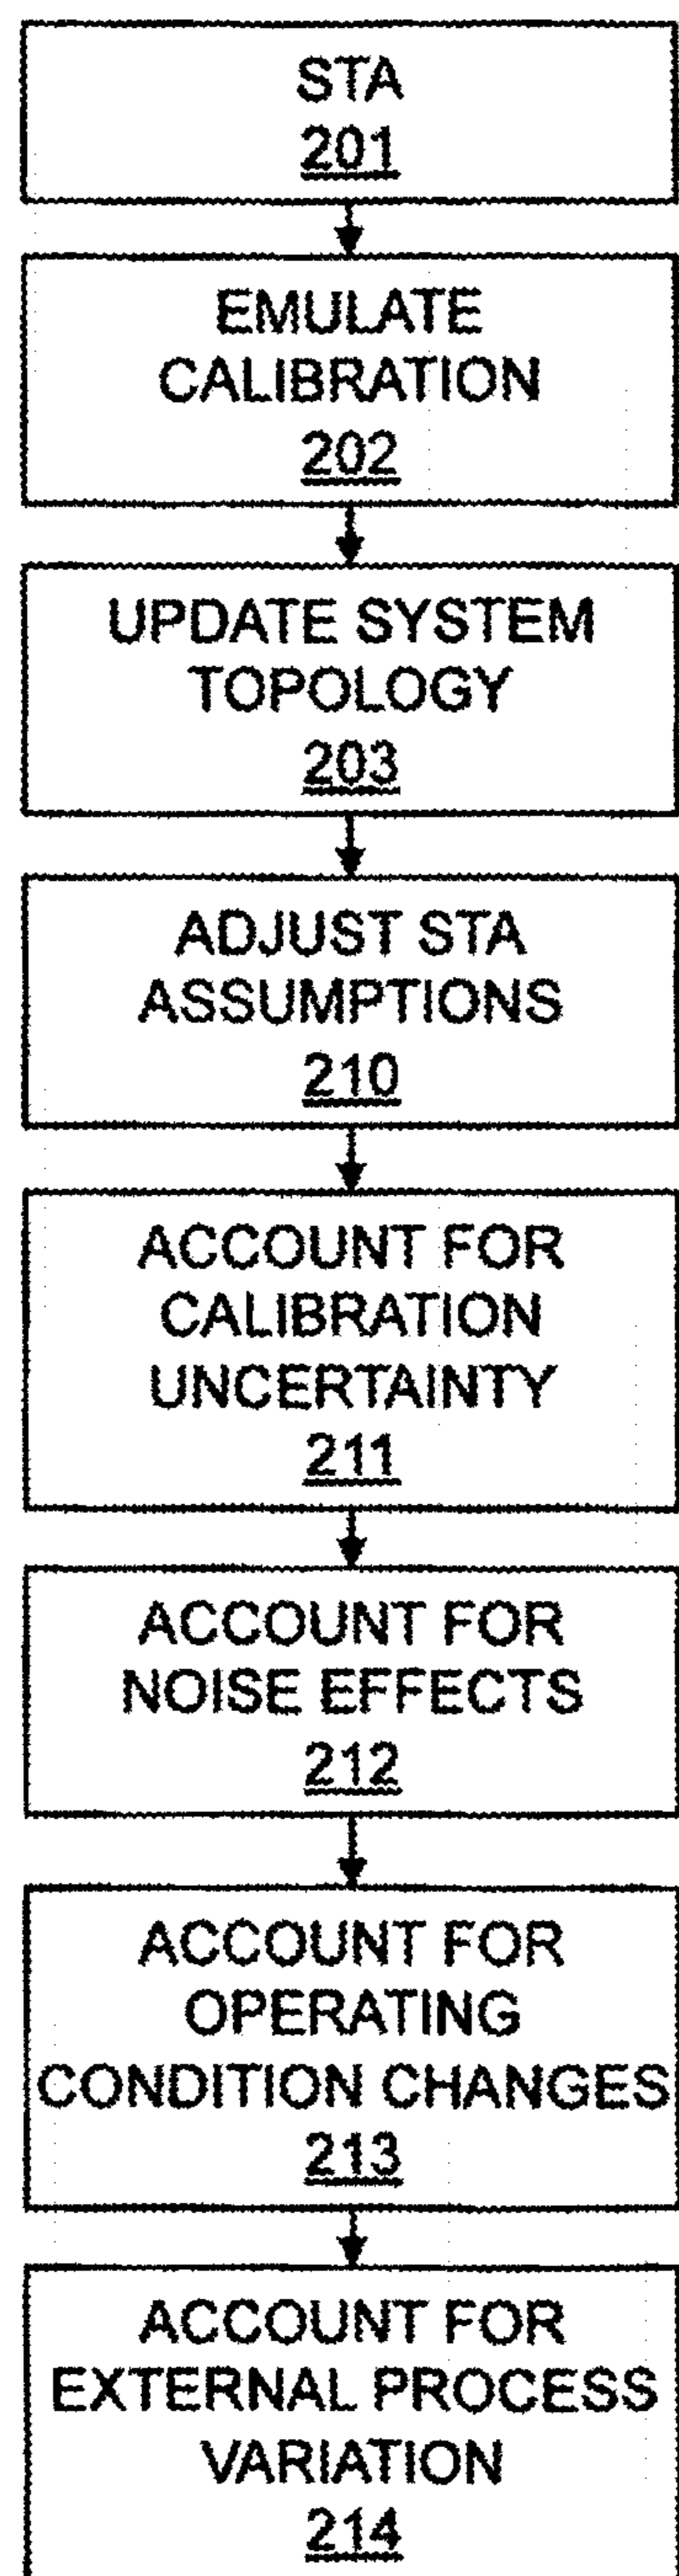 STA
201
EMULATE
CALIBRATION
202
UPDATE SYSTEM
TOPOLOGY
203
ADJUST STA
ASSUMPTIONS
210
ACCOUNT FOR
CALIBRATION
UNCERTAINTY
211
ACCOUNT FOR
NOISE EFFECTS
212
ACCOUNT FOR
OPERATING
CONDITION CHANGES
213
ACCOUNT FOR
EXTERNAL PROCESS
VARIATION
214